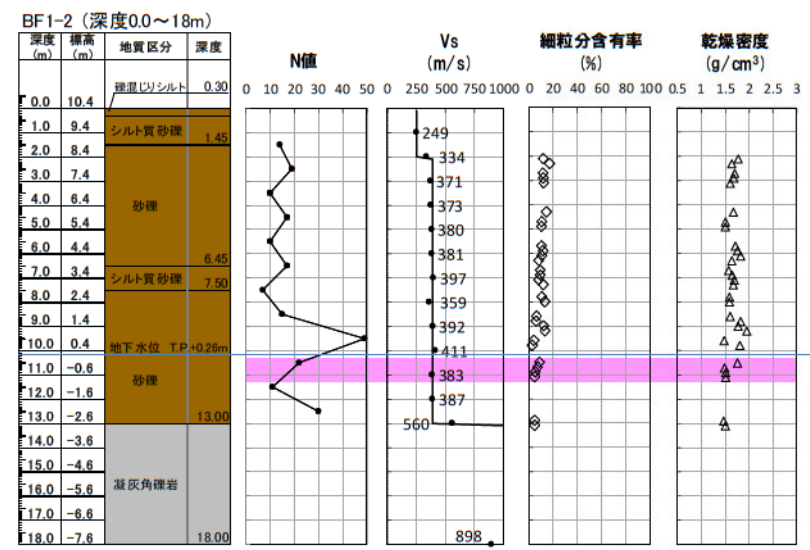 BF1-2（深度0.0～18m）
深度 標高 地質区分 深度
(m) (m) (m)
N値
Vs
(m/s)
細粒分含有率
(%)
乾燥密度
(g/cm³)
礫混じりシルト 0.30
0 10 20 30 40 50
0 250 500 750 1000
0 20 40 60 80 100
0.5 1 1.5 2 2.5 3
0.0 10.4
1.0 9.4 シルト質砂礫 1.45
2.0 8.4
3.0 7.4
4.0 6.4 砂礫
5.0 5.4
6.0 4.4 6.45
7.0 3.4 シルト質砂礫 7.50
8.0 2.4
9.0 1.4
10.0 0.4 地下水位 T.P.+0.26m
11.0 -0.6 砂礫
12.0 -1.6
13.0 -2.6 13.00
14.0 -3.6
15.0 -4.6
16.0 -5.6 凝灰角礫岩
17.0 -6.6
18.0 -7.6 18.00
249
334
371
373
380
381
397
359
392
411
383
387
560
898